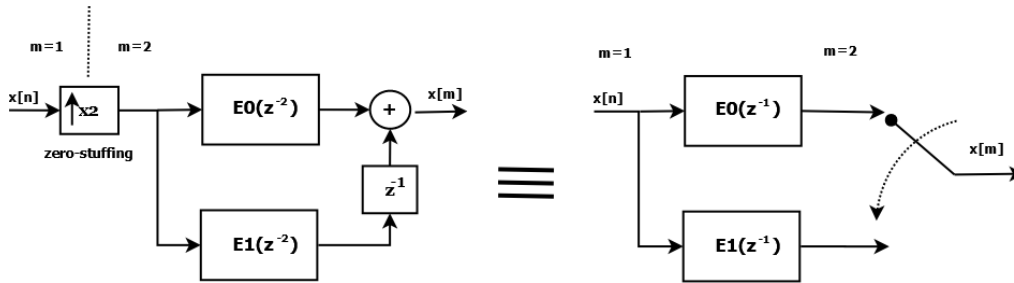 m=1
m=2
x[n]
↑x2
zero-stuffing
E0(z⁻²)
+
x[m]
z⁻¹
E1(z⁻²)
m=1
m=2
x[n]
E0(z⁻¹)
x[m]
E1(z⁻¹)